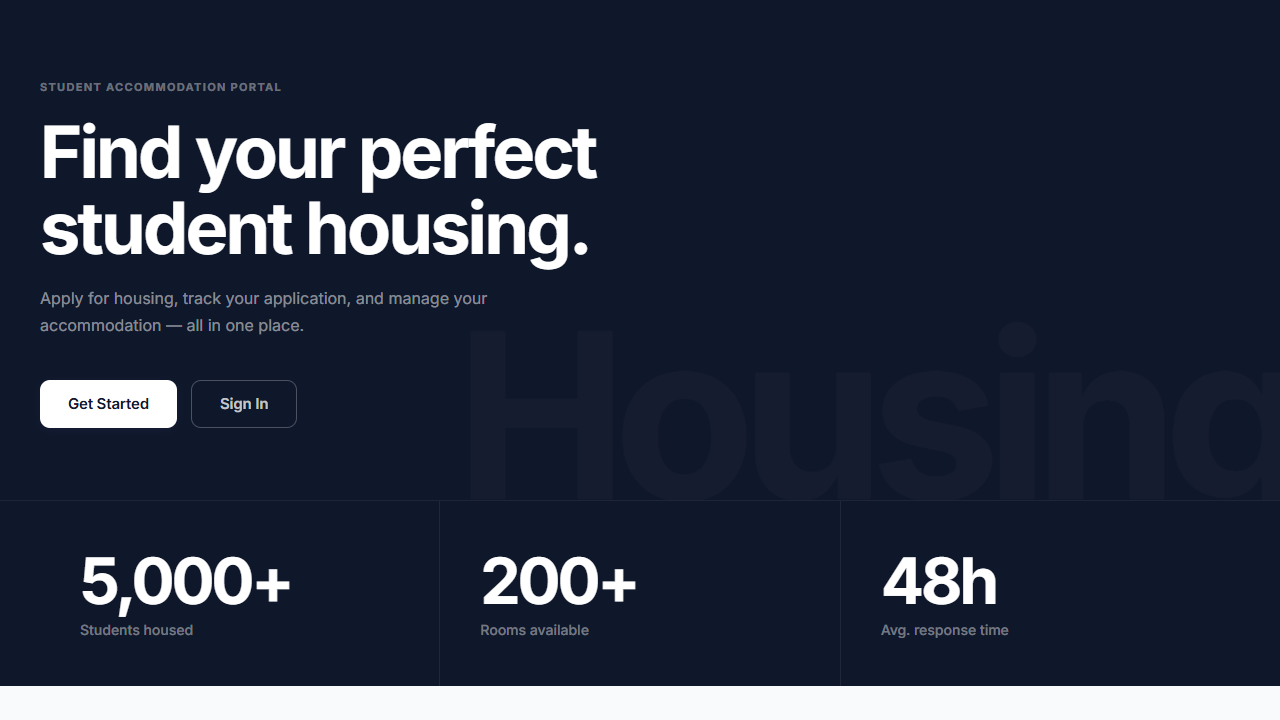 STUDENT ACCOMMODATION PORTAL
Find your perfect
student housing.
Apply for housing, track your application, and manage your
accommodation — all in one place.
Get Started
Sign In
Housing
5,000+
Students housed
200+
Rooms available
48h
Avg. response time